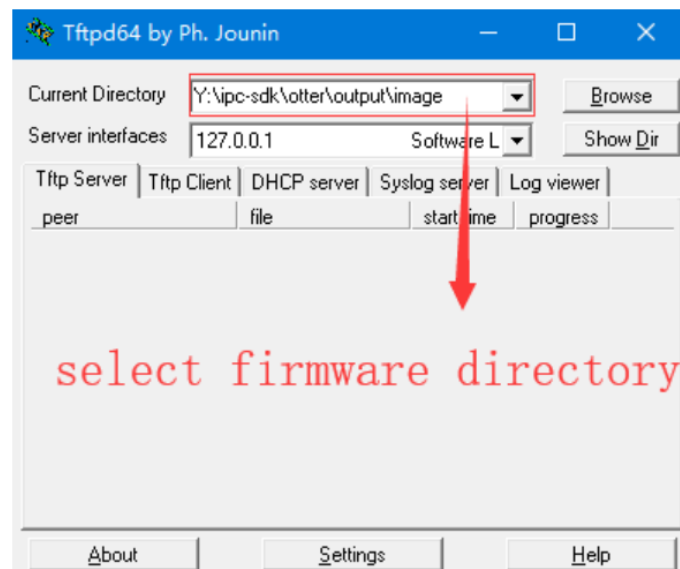 Tftpd64 by Ph. Jounin
Current Directory Y:\ipc-sdk\otter\output\image Browse
Server interfaces 127.0.0.1 Software L Show Dir
Tftp Server Tftp Client DHCP server Syslog server Log viewer
peer file start time progress
select firmware directory
About Settings Help